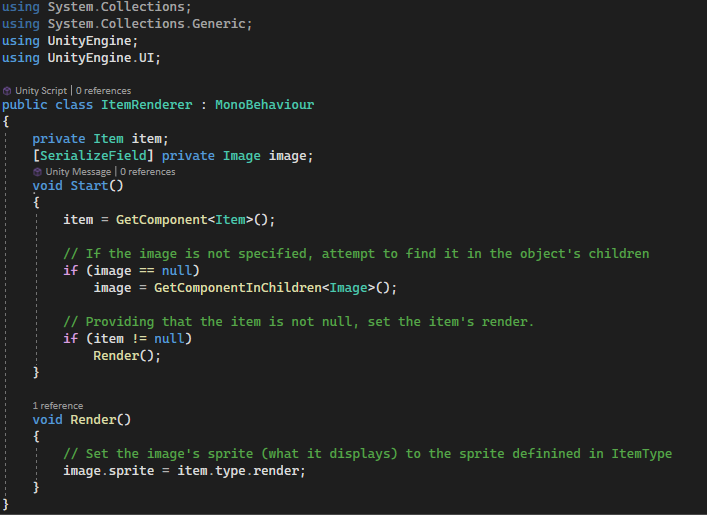 using System.Collections;
using System.Collections.Generic;
using UnityEngine;
using UnityEngine.UI;
Unity Script | 0 references
public class ItemRenderer : MonoBehaviour
{
private Item item;
[SerializeField] private Image image;
Unity Message | 0 references
void Start()
{
item = GetComponent<Item>();
// If the image is not specified, attempt to find it in the object's children
if (image == null)
image = GetComponentInChildren<Image>();
// Providing that the item is not null, set the item's render.
if (item != null)
Render();
}
1 reference
void Render()
{
// Set the image's sprite (what it displays) to the sprite definined in ItemType
image.sprite = item.type.render;
}
}